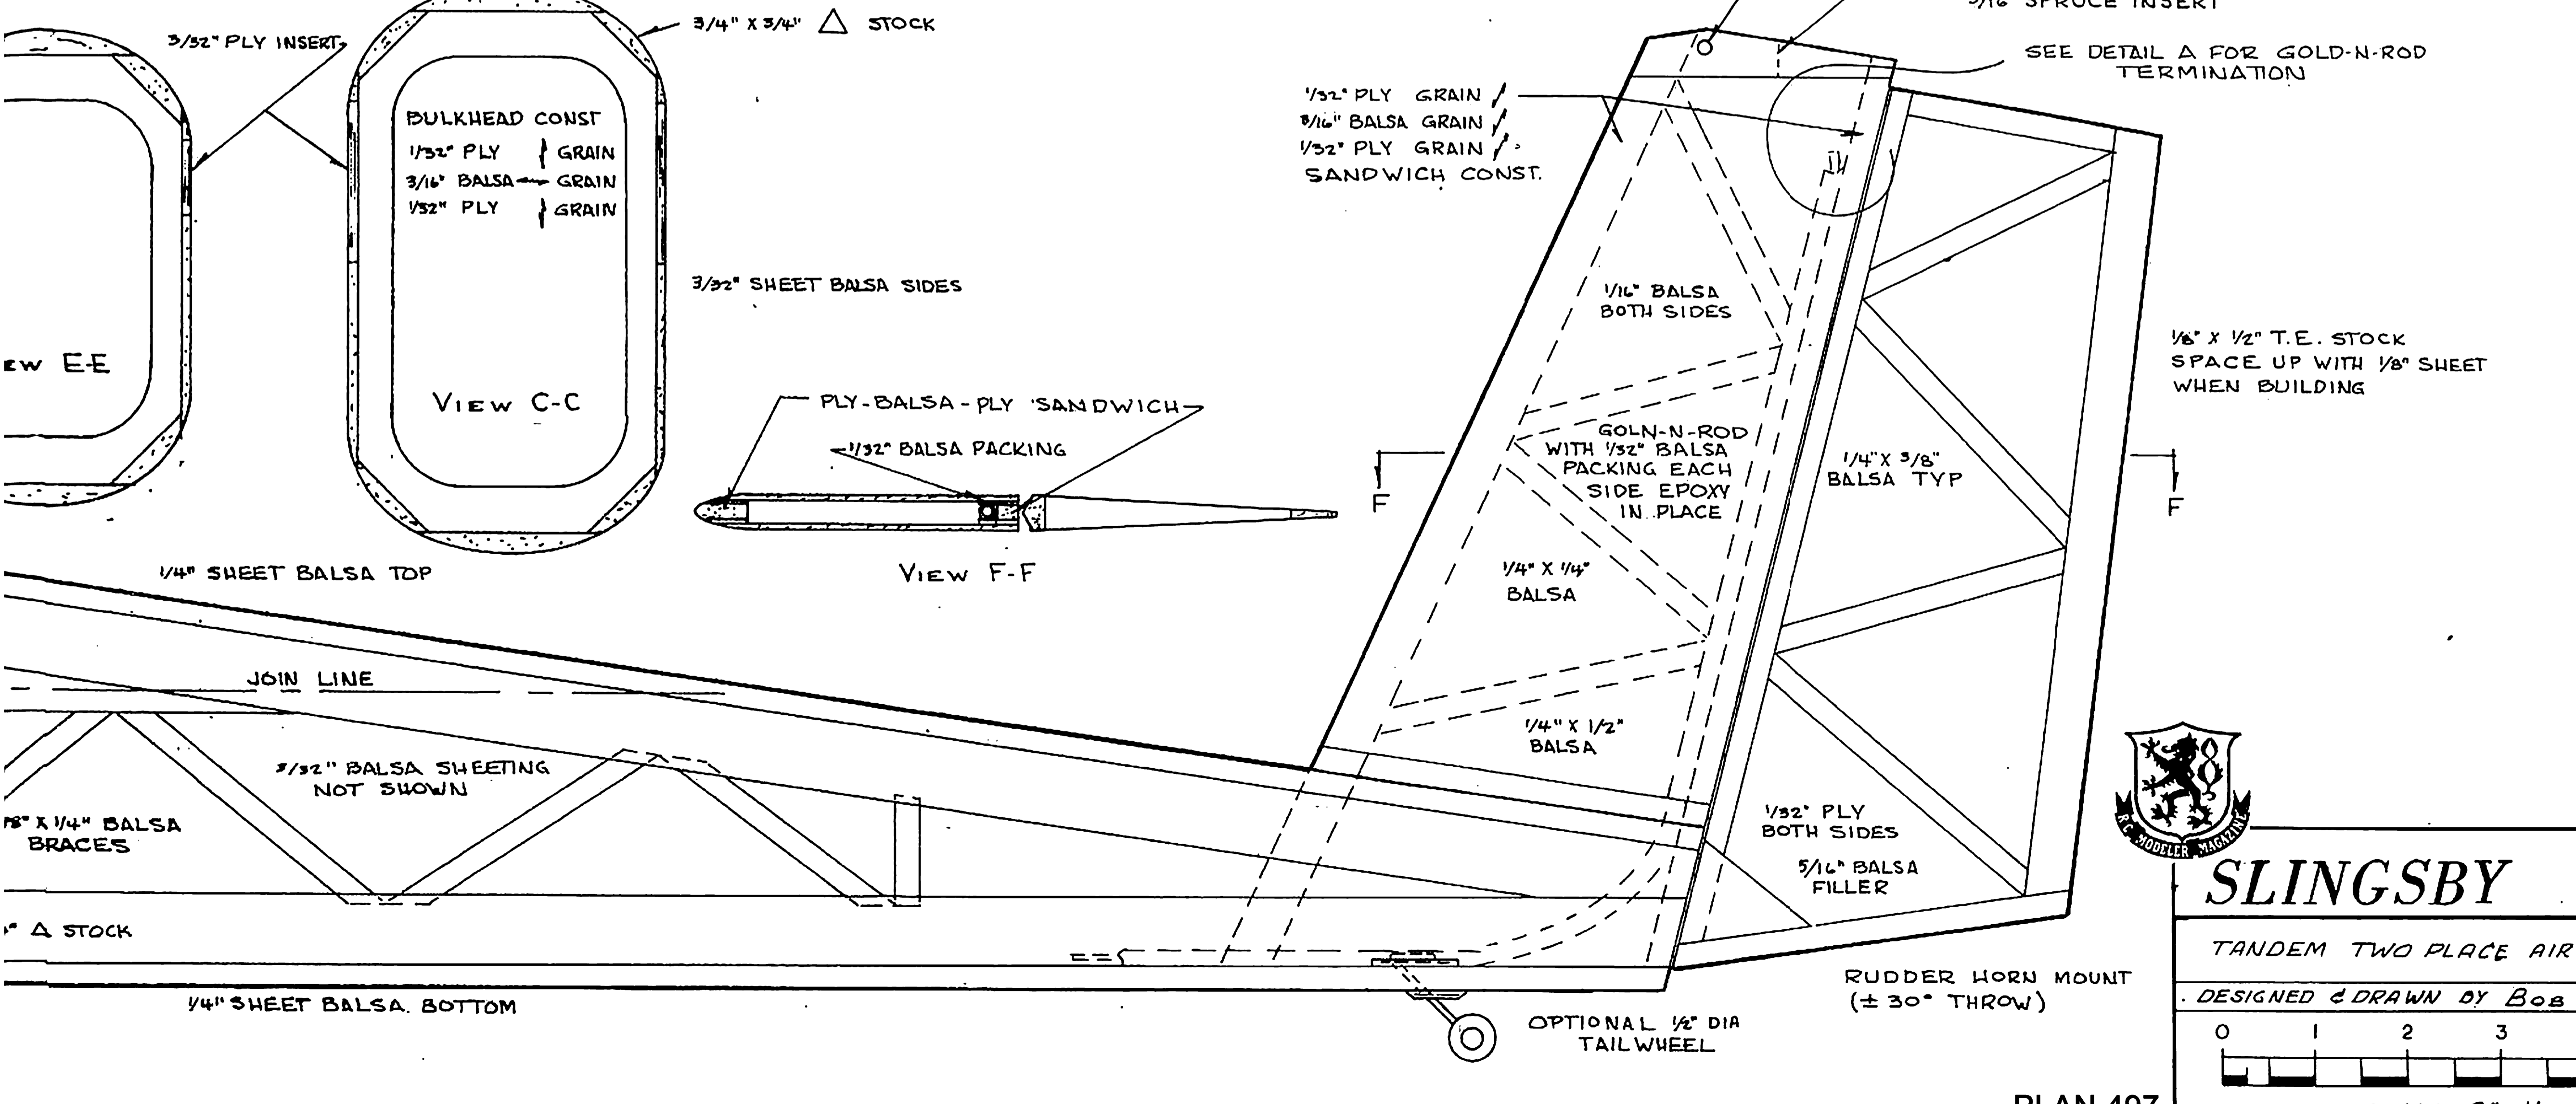 3/32" PLY INSERT
3/4" X 3/4" △ STOCK
BULKHEAD CONST
1/32" PLY GRAIN
3/16" BALSA GRAIN
1/32" PLY GRAIN
VIEW C-C
EW E-E
3/32" SHEET BALSA SIDES
PLY-BALSA-PLY SANDWICH
1/32" BALSA PACKING
VIEW F-F
1/4" SHEET BALSA TOP
JOIN LINE
3/32" BALSA SHEETING
NOT SHOWN
X 1/4" BALSA
BRACES
△ STOCK
1/4" SHEET BALSA BOTTOM
SPRUCE INSERT
SEE DETAIL A FOR GOLD-N-ROD
TERMINATION
1/32" PLY GRAIN
3/16" BALSA GRAIN
1/32" PLY GRAIN
SANDWICH CONST.
1/16" BALSA
BOTH SIDES
1/8" X 1/2" T.E. STOCK
SPACE UP WITH 1/8" SHEET
WHEN BUILDING
GOLN-N-ROD
WITH 1/32" BALSA
PACKING EACH
SIDE EPOXY
IN PLACE
1/4" X 3/8"
BALSA TYP
F
F
1/4" X 1/4"
BALSA
1/4" X 1/2"
BALSA
1/32" PLY
BOTH SIDES
5/16" BALSA
FILLER
RUDDER HORN MOUNT
(± 30° THROW)
OPTIONAL 1/2" DIA
TAILWHEEL
RC MODELER MAGAZINE
SLINGSBY
TANDEM TWO PLACE AIR
DESIGNED & DRAWN BY BOB
0 1 2 3
PLAN 497